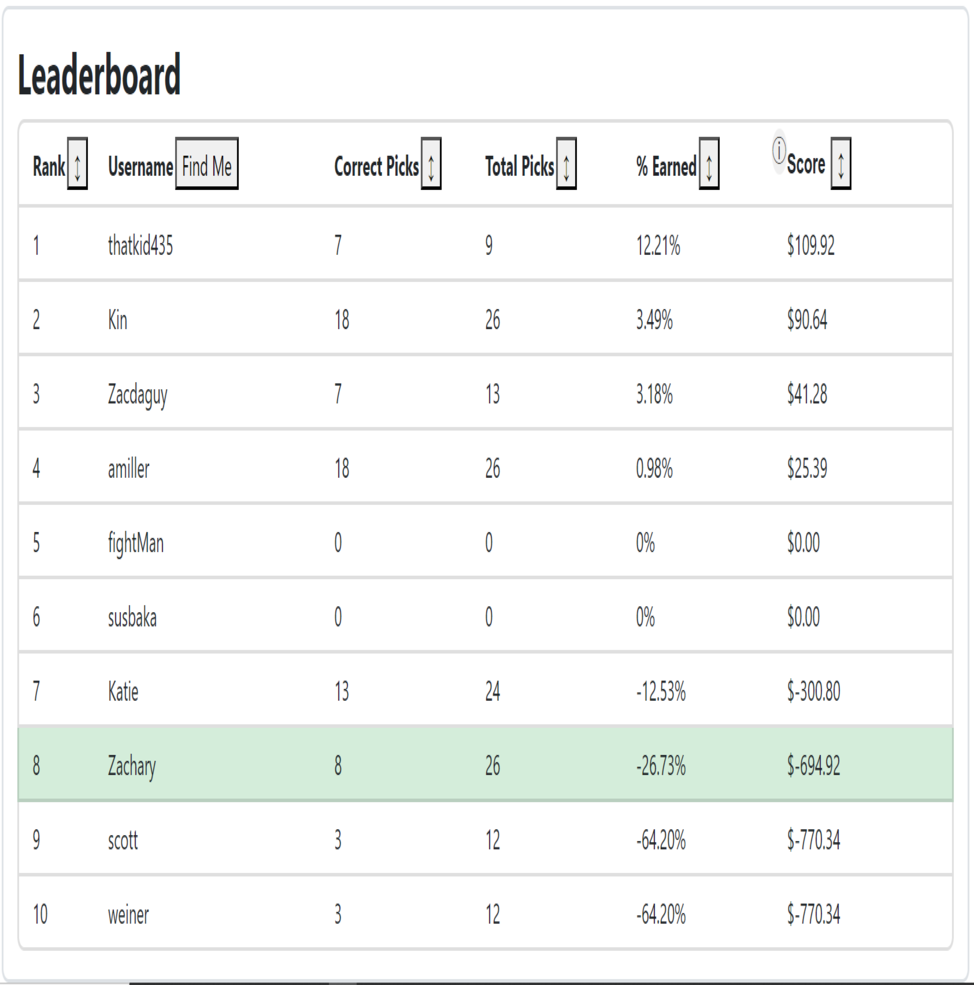 Leaderboard
Rank ↕ Username Find Me Correct Picks ↕ Total Picks ↕ % Earned ↕ ⓘ Score ↕
1 thatkid435 7 9 12.21% $109.92
2 Kin 18 26 3.49% $90.64
3 Zacdaguy 7 13 3.18% $41.28
4 amiller 18 26 0.98% $25.39
5 fightMan 0 0 0% $0.00
6 susbaka 0 0 0% $0.00
7 Katie 13 24 -12.53% $-300.80
8 Zachary 8 26 -26.73% $-694.92
9 scott 3 12 -64.20% $-770.34
10 weiner 3 12 -64.20% $-770.34